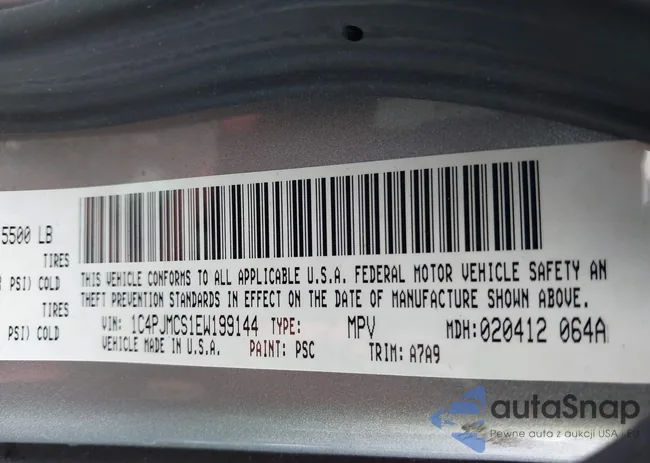 5500 LB
TIRES
PSI) COLD
TIRES
PSI) COLD
THIS VEHICLE CONFORMS TO ALL APPLICABLE U.S.A. FEDERAL MOTOR VEHICLE SAFETY AN
THEFT PREVENTION STANDARDS IN EFFECT ON THE DATE OF MANUFACTURE SHOWN ABOVE.
VIN: 1C4PJMCS1EW199144 TYPE: MPV MDH:020412 064A
VEHICLE MADE IN U.S.A. PAINT: PSC TRIM: A7A9
autaSnap
Pewne auta z aukcji USA i EU